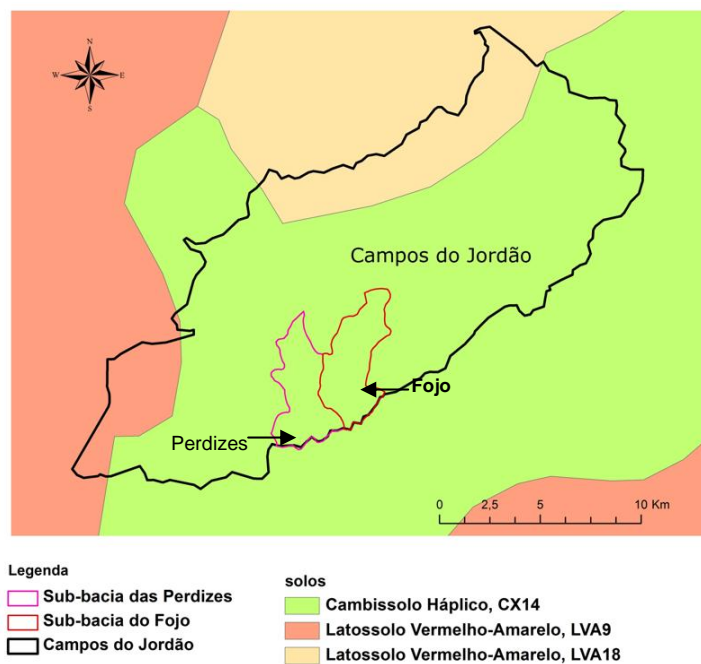 N
W E
S
Campos do Jordão
Fojo
Perdizes
0 2,5 5 10 Km
Legenda
Sub-bacia das Perdizes
Sub-bacia do Fojo
Campos do Jordão
solos
Cambissolo Háplico, CX14
Latossolo Vermelho-Amarelo, LVA9
Latossolo Vermelho-Amarelo, LVA18